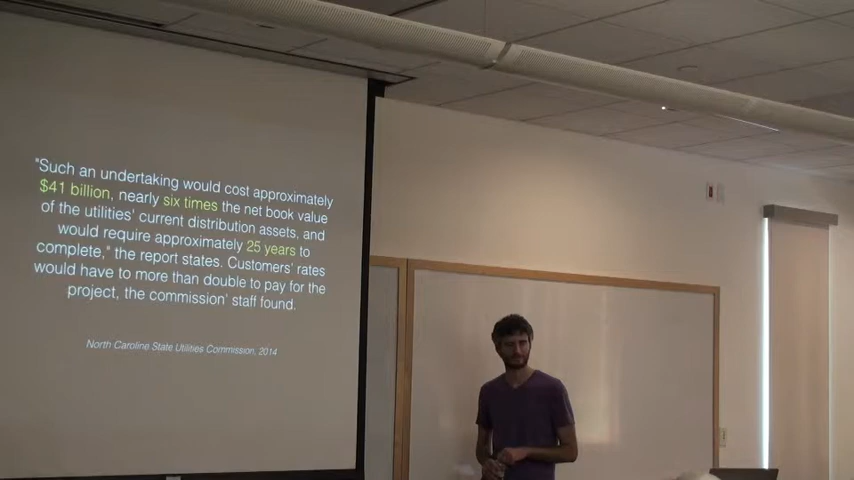 "Such an undertaking would cost approximately
$41 billion, nearly six times the net book value
of the utilities' current distribution assets, and
would require approximately 25 years to
complete," the report states. Customers' rates
would have to more than double to pay for the
project, the commission' staff found.
North Caroline State Utilities Commission, 2014